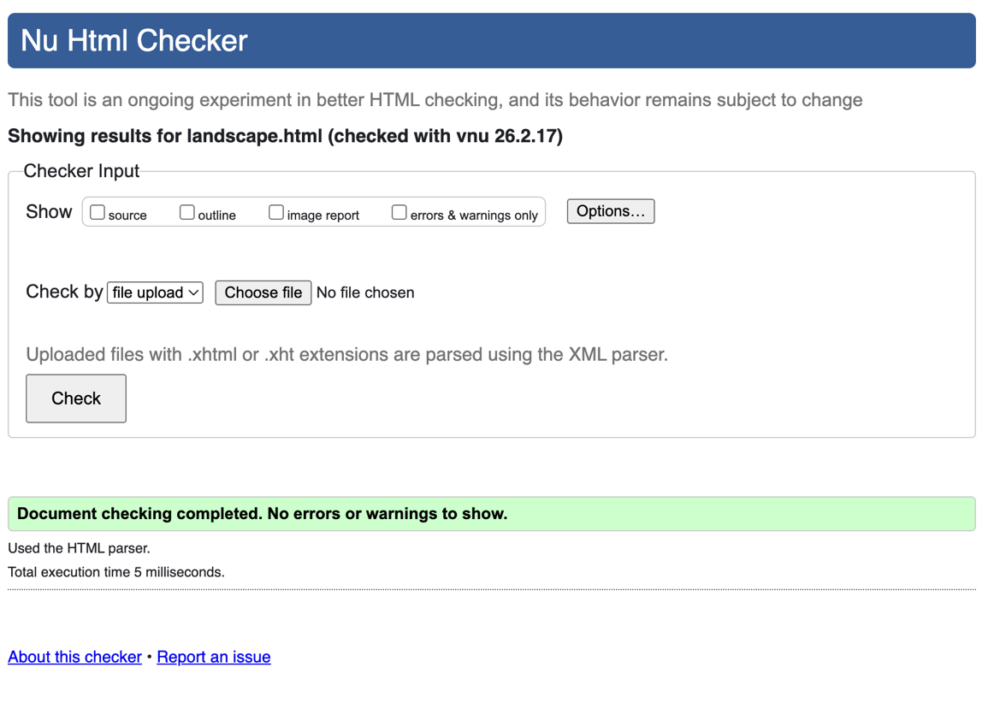 Nu Html Checker
This tool is an ongoing experiment in better HTML checking, and its behavior remains subject to change
Showing results for landscape.html (checked with vnu 26.2.17)
Checker Input
Show source outline image report errors & warnings only Options…
Check by file upload Choose file No file chosen
Uploaded files with .xhtml or .xht extensions are parsed using the XML parser.
Check
Document checking completed. No errors or warnings to show.
Used the HTML parser.
Total execution time 5 milliseconds.
About this checker • Report an issue